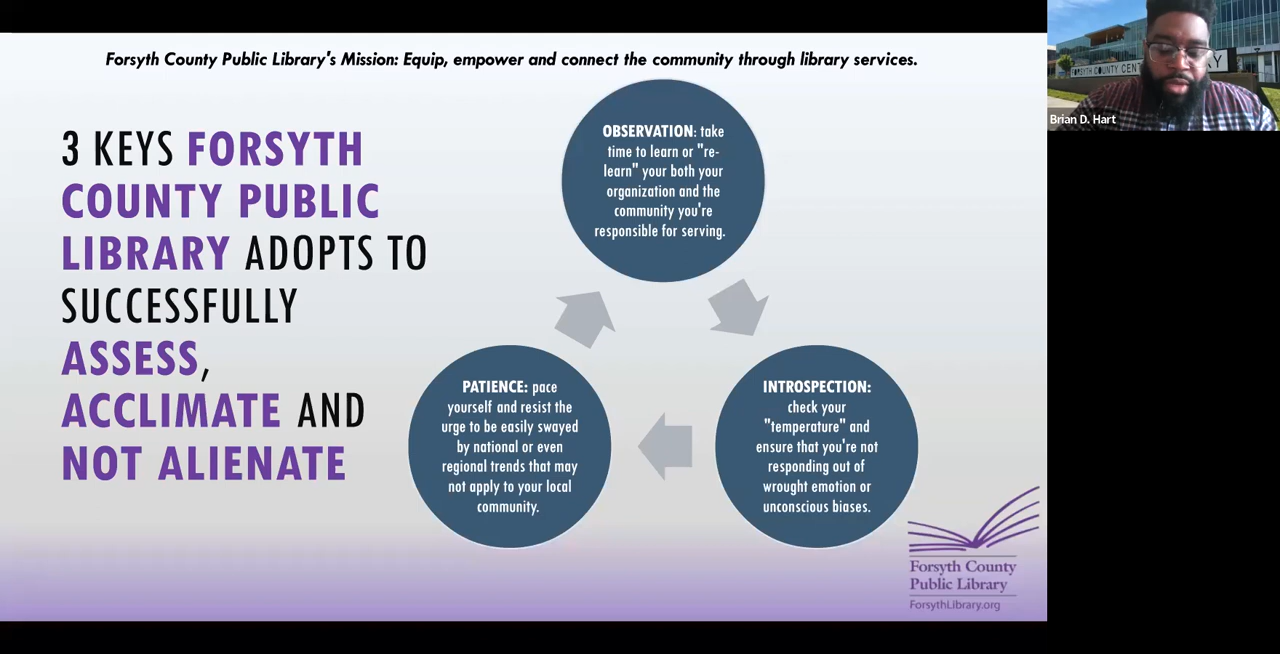 Forsyth County Public Library's Mission: Equip, empower and connect the community through library services.
3 KEYS FORSYTH
COUNTY PUBLIC
LIBRARY ADOPTS TO
SUCCESSFULLY
ASSESS,
ACCLIMATE AND
NOT ALIENATE
OBSERVATION: take
time to learn or "re-
learn" your both your
organization and the
community you're
responsible for serving.
INTROSPECTION:
check your
"temperature" and
ensure that you're not
responding out of
wrought emotion or
unconscious biases.
PATIENCE: pace
yourself and resist the
urge to be easily swayed
by national or even
regional trends that may
not apply to your local
community.
Forsyth County
Public Library
ForsythLibrary.org
FORSYTH COUNTY CENT
Brian D. Hart